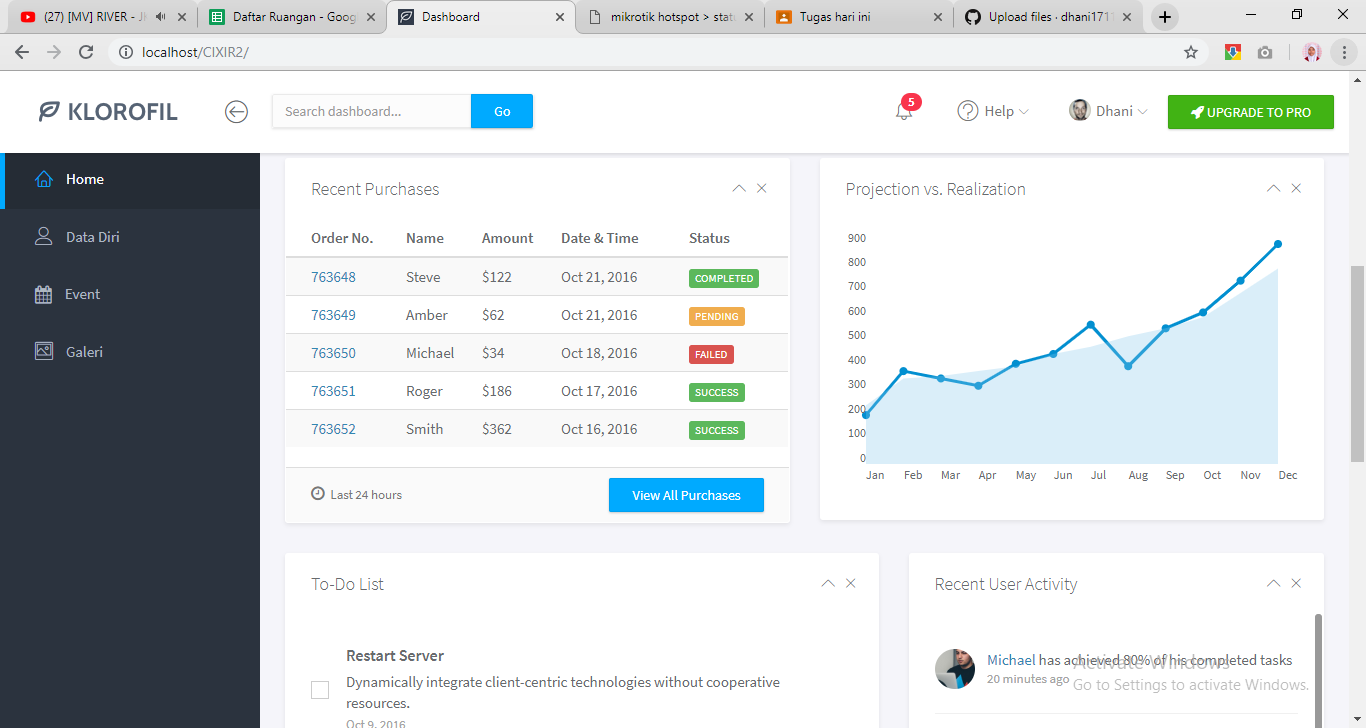 (27) [MV] RIVER - Jk
Daftar Ruangan - Goog
Dashboard
mikrotik hotspot > statu
Tugas hari ini
Upload files · dhani1711
localhost/CIXIR2/
KLOROFIL
Search dashboard...
Go
5
Help
Dhani
UPGRADE TO PRO
Home
Data Diri
Event
Galeri
Recent Purchases
Order No. Name Amount Date & Time Status
763648 Steve $122 Oct 21, 2016 COMPLETED
763649 Amber $62 Oct 21, 2016 PENDING
763650 Michael $34 Oct 18, 2016 FAILED
763651 Roger $186 Oct 17, 2016 SUCCESS
763652 Smith $362 Oct 16, 2016 SUCCESS
Last 24 hours
View All Purchases
Projection vs. Realization
900
800
700
600
500
400
300
200
100
0
Jan Feb Mar Apr May Jun Jul Aug Sep Oct Nov Dec
To-Do List
Restart Server
Dynamically integrate client-centric technologies without cooperative
resources.
Oct 9, 2016
Recent User Activity
Michael has achieved 80% of his completed tasks
20 minutes ago
Activate Windows
Go to Settings to activate Windows.